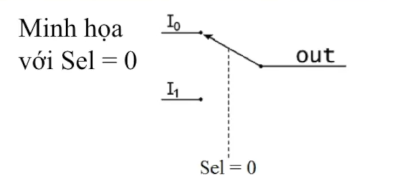 Minh họa
với Sel = 0
I₀
out
I₁
Sel = 0